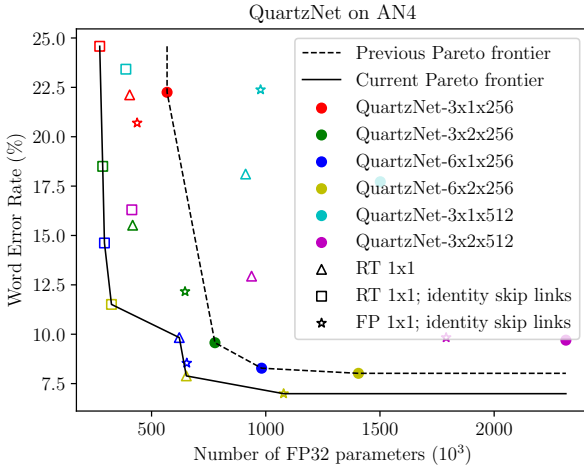 QuartzNet on AN4
Word Error Rate (%)
25.0
22.5
20.0
17.5
15.0
12.5
10.0
7.5
Previous Pareto frontier
Current Pareto frontier
QuartzNet-3x1x256
QuartzNet-3x2x256
QuartzNet-6x1x256
QuartzNet-6x2x256
QuartzNet-3x1x512
QuartzNet-3x2x512
RT 1x1
RT 1x1; identity skip links
FP 1x1; identity skip links
500 1000 1500 2000
Number of FP32 parameters (10³)